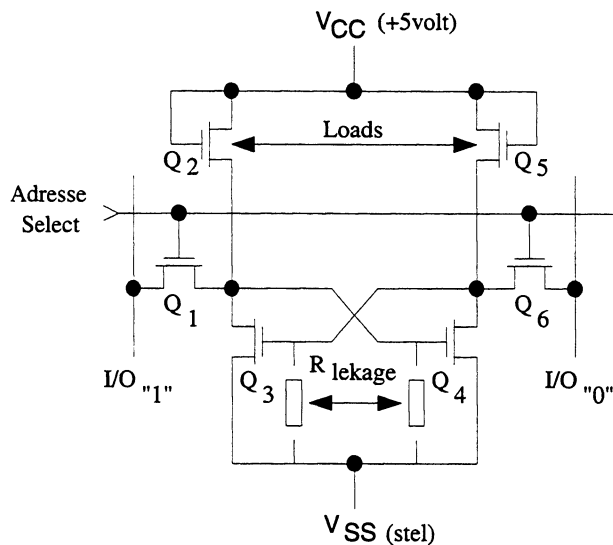 VCC (+5volt)
Loads
Q2
Q5
Adresse
Select
Q1
Q6
R lekage
Q3
Q4
I/O "1"
I/O "0"
VSS (stel)